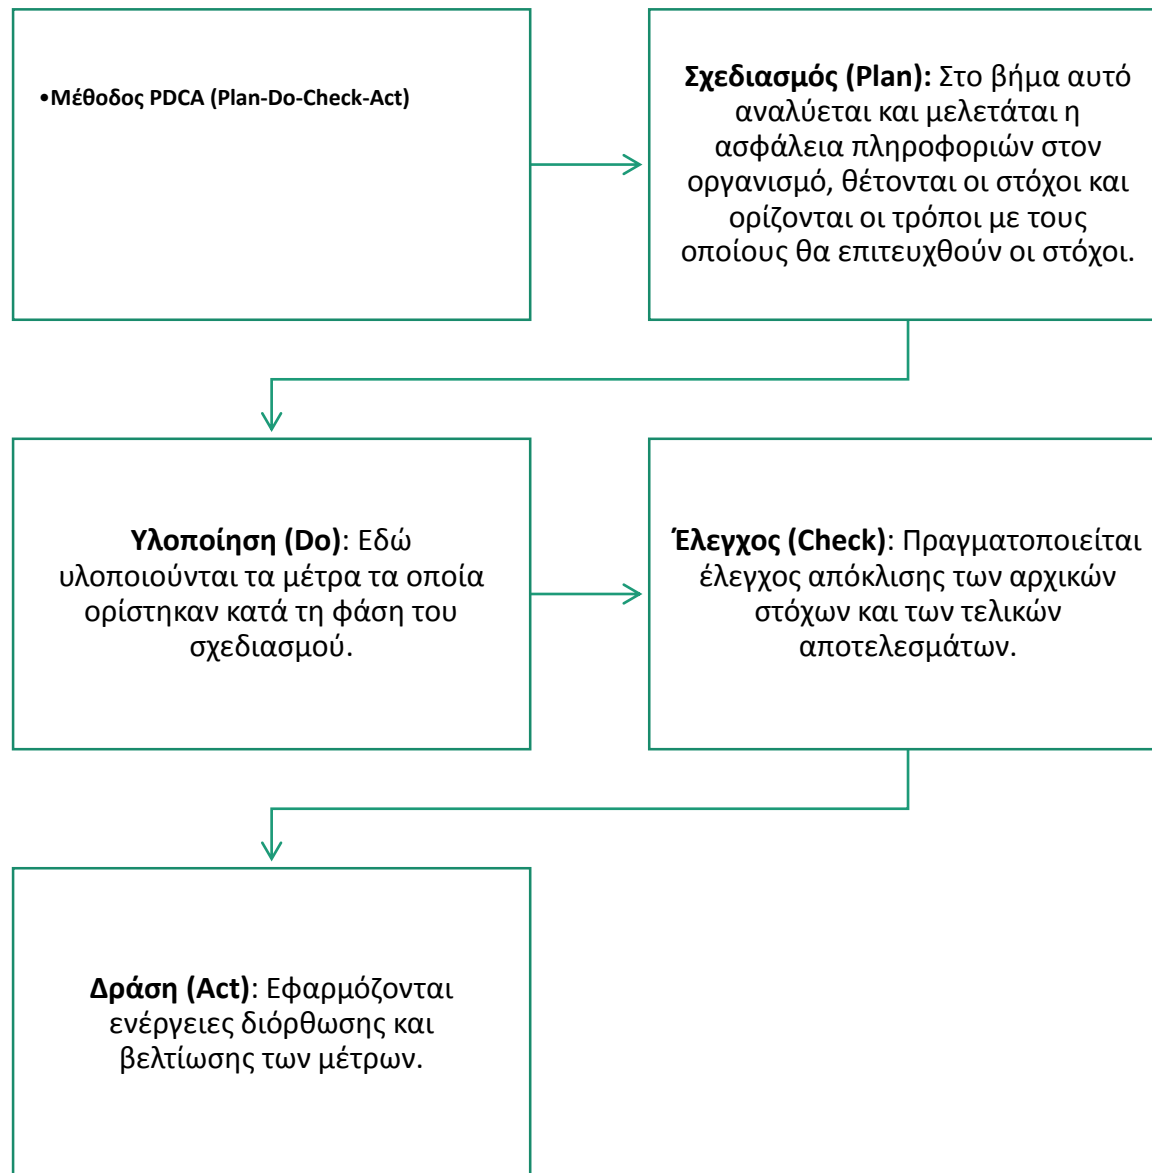 •Μέθοδος PDCA (Plan-Do-Check-Act)
Σχεδιασμός (Plan): Στο βήμα αυτό
αναλύεται και μελετάται η
ασφάλεια πληροφοριών στον
οργανισμό, θέτονται οι στόχοι και
ορίζονται οι τρόποι με τους
οποίους θα επιτευχθούν οι στόχοι.
Υλοποίηση (Do): Εδώ
υλοποιούνται τα μέτρα τα οποία
ορίστηκαν κατά τη φάση του
σχεδιασμού.
Έλεγχος (Check): Πραγματοποιείται
έλεγχος απόκλισης των αρχικών
στόχων και των τελικών
αποτελεσμάτων.
Δράση (Act): Εφαρμόζονται
ενέργειες διόρθωσης και
βελτίωσης των μέτρων.